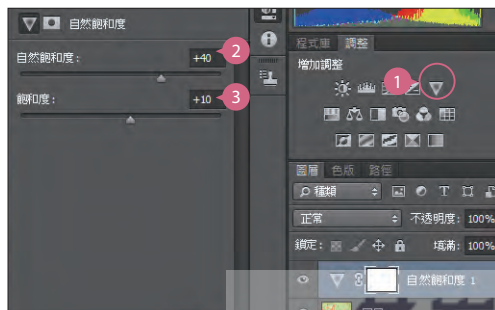 自然飽和度
自然飽和度： +40
2
飽和度： +10
3
程式庫 調整
增加調整
1
圖層 色版 路徑
種類
T
正常 不透明度： 100%
鎖定： 填滿： 100%
自然飽和度 1